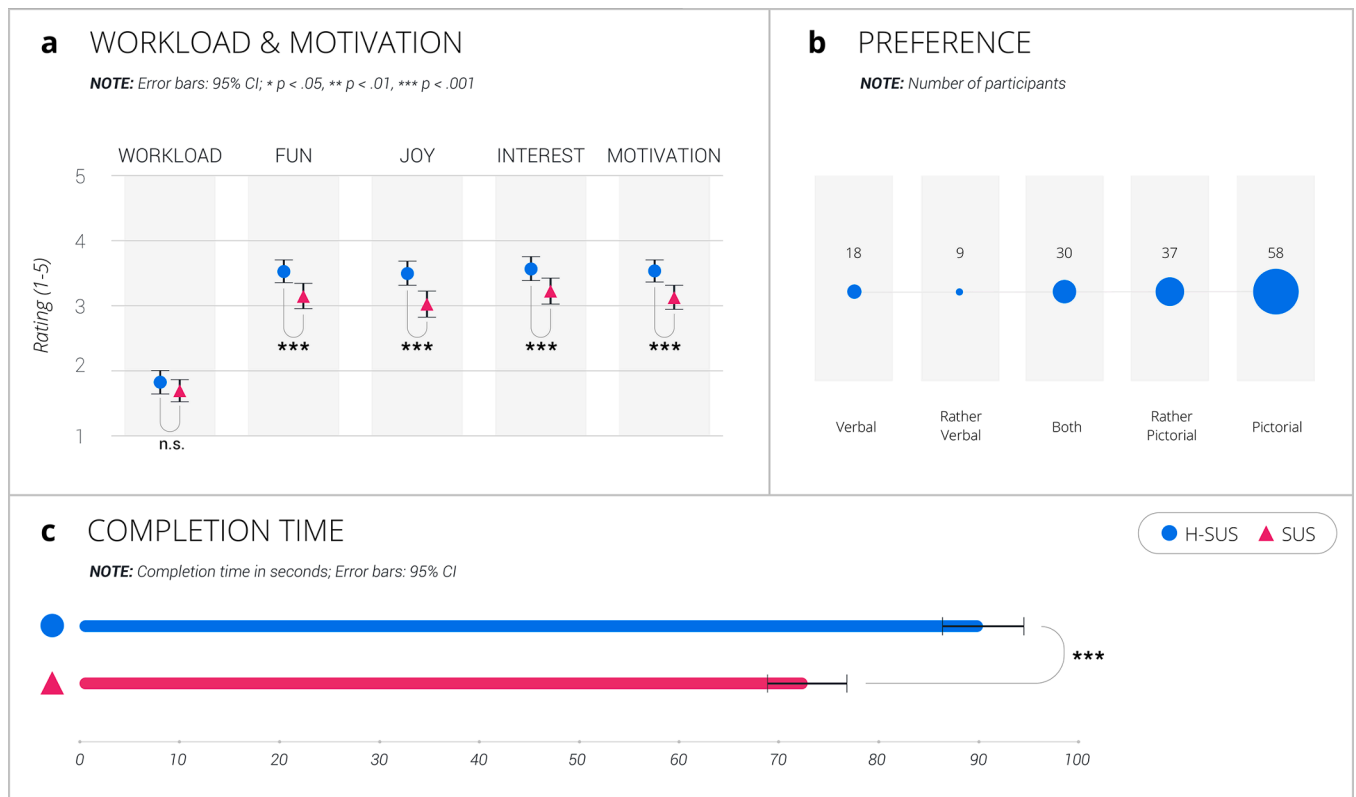 a WORKLOAD & MOTIVATION
NOTE: Error bars: 95% CI; * p < .05, ** p < .01, *** p < .001
WORKLOAD FUN JOY INTEREST MOTIVATION
5
4
3
2
1
Rating (1-5)
*** *** *** ***
n.s.
b PREFERENCE
NOTE: Number of participants
18 9 30 37 58
Verbal
Rather
Verbal
Both
Rather
Pictorial
Pictorial
c COMPLETION TIME
NOTE: Completion time in seconds; Error bars: 95% CI
H-SUS SUS
***
0 10 20 30 40 50 60 70 80 90 100